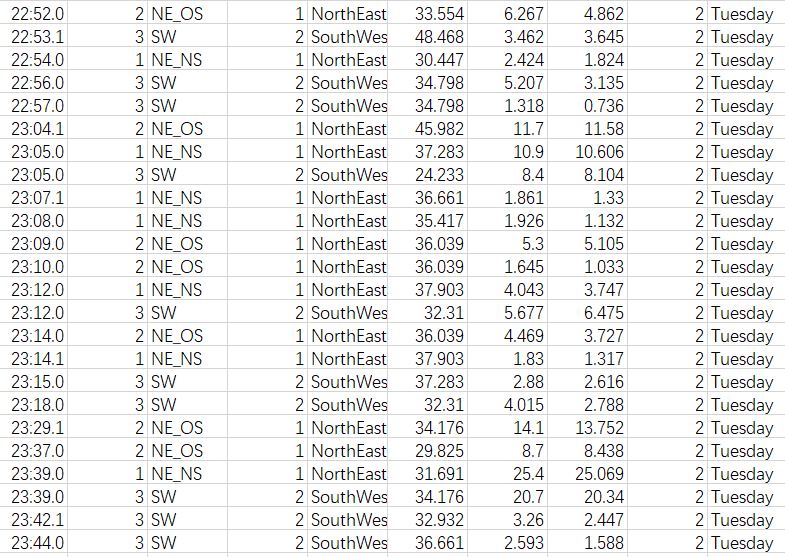 22:52.0 2 NE_OS 1 NorthEast 33.554 6.267 4.862 2 Tuesday
22:53.1 3 SW 2 SouthWes 48.468 3.462 3.645 2 Tuesday
22:54.0 1 NE_NS 1 NorthEast 30.447 2.424 1.824 2 Tuesday
22:56.0 3 SW 2 SouthWes 34.798 5.207 3.135 2 Tuesday
22:57.0 3 SW 2 SouthWes 34.798 1.318 0.736 2 Tuesday
23:04.1 2 NE_OS 1 NorthEast 45.982 11.7 11.58 2 Tuesday
23:05.0 1 NE_NS 1 NorthEast 37.283 10.9 10.606 2 Tuesday
23:05.0 3 SW 2 SouthWes 24.233 8.4 8.104 2 Tuesday
23:07.1 1 NE_NS 1 NorthEast 36.661 1.861 1.33 2 Tuesday
23:08.0 1 NE_NS 1 NorthEast 35.417 1.926 1.132 2 Tuesday
23:09.0 2 NE_OS 1 NorthEast 36.039 5.3 5.105 2 Tuesday
23:10.0 2 NE_OS 1 NorthEast 36.039 1.645 1.033 2 Tuesday
23:12.0 1 NE_NS 1 NorthEast 37.903 4.043 3.747 2 Tuesday
23:12.0 3 SW 2 SouthWes 32.31 5.677 6.475 2 Tuesday
23:14.0 2 NE_OS 1 NorthEast 36.039 4.469 3.727 2 Tuesday
23:14.1 1 NE_NS 1 NorthEast 37.903 1.83 1.317 2 Tuesday
23:15.0 3 SW 2 SouthWes 37.283 2.88 2.616 2 Tuesday
23:18.0 3 SW 2 SouthWes 32.31 4.015 2.788 2 Tuesday
23:29.1 2 NE_OS 1 NorthEast 34.176 14.1 13.752 2 Tuesday
23:37.0 2 NE_OS 1 NorthEast 29.825 8.7 8.438 2 Tuesday
23:39.0 1 NE_NS 1 NorthEast 31.691 25.4 25.069 2 Tuesday
23:39.0 3 SW 2 SouthWes 34.176 20.7 20.34 2 Tuesday
23:42.1 3 SW 2 SouthWes 32.932 3.26 2.447 2 Tuesday
23:44.0 3 SW 2 SouthWes 36.661 2.593 1.588 2 Tuesday